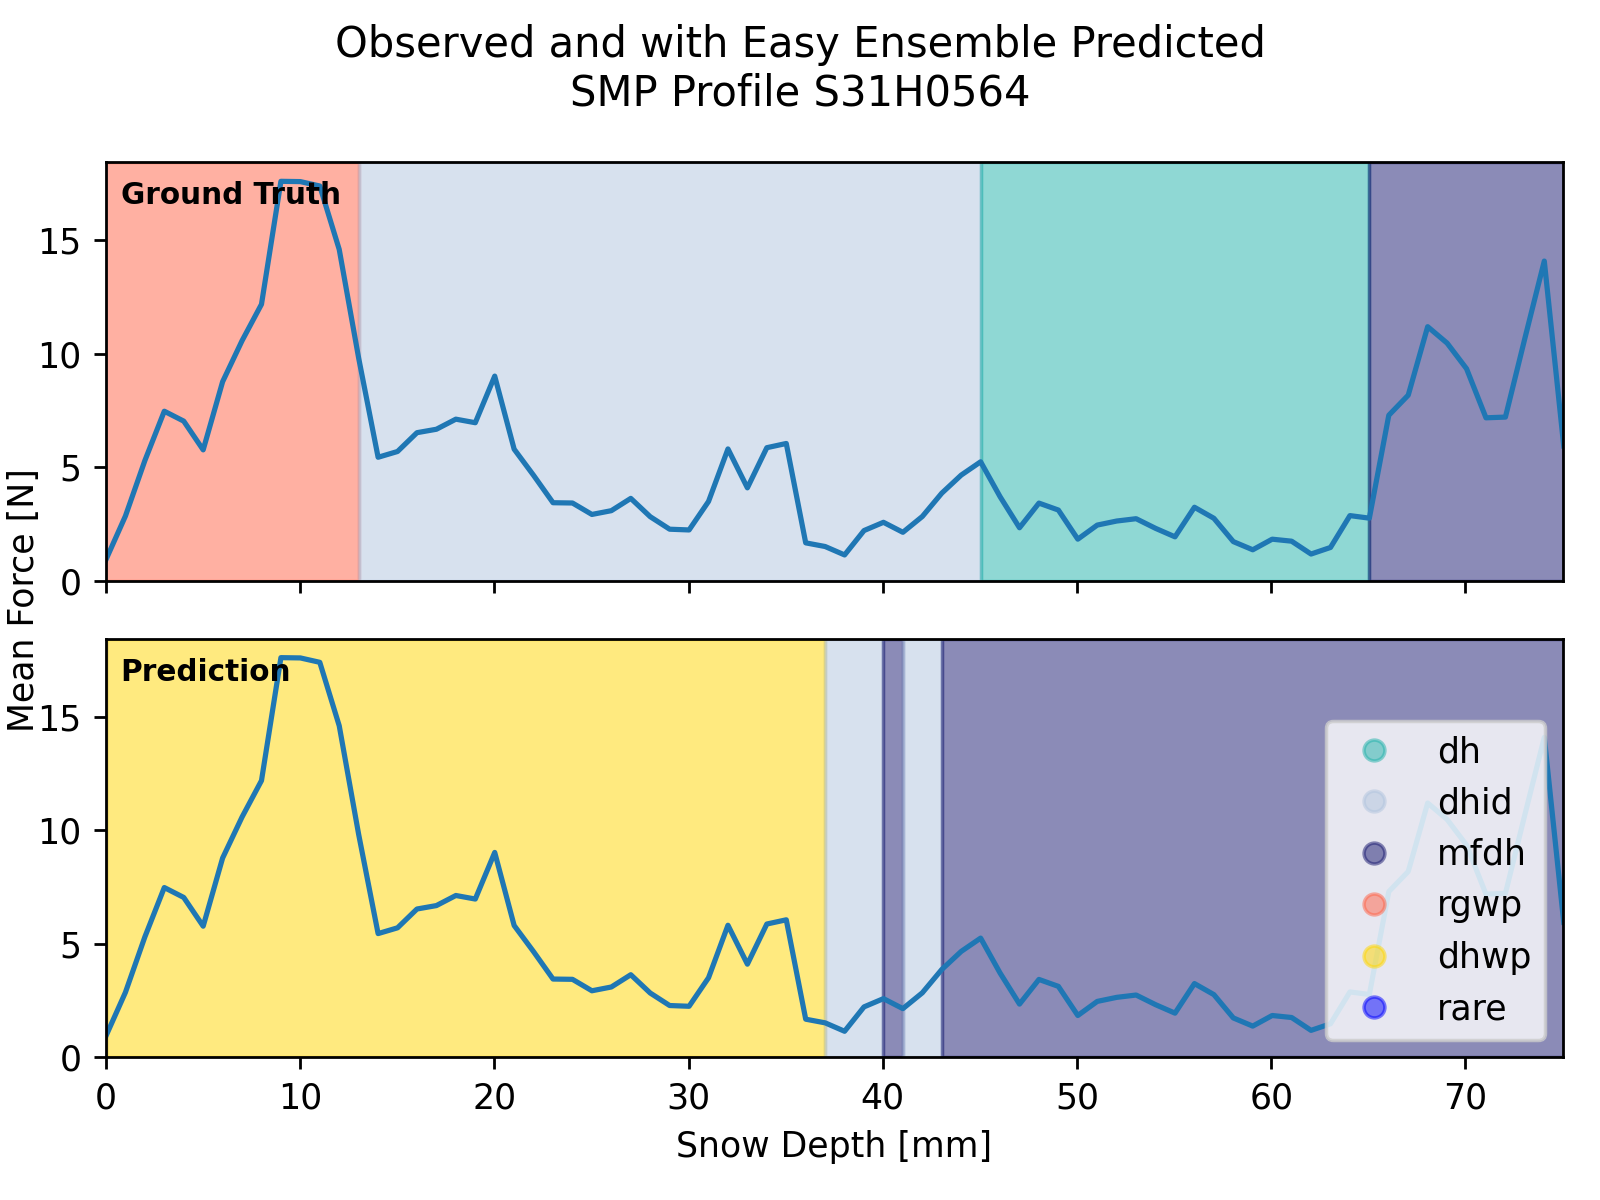 Observed and with Easy Ensemble Predicted
SMP Profile S31H0564
Ground Truth
15
10
5
0
Mean Force [N]
Prediction
15
10
5
0
dh
dhid
mfdh
rgwp
dhwp
rare
0 10 20 30 40 50 60 70
Snow Depth [mm]